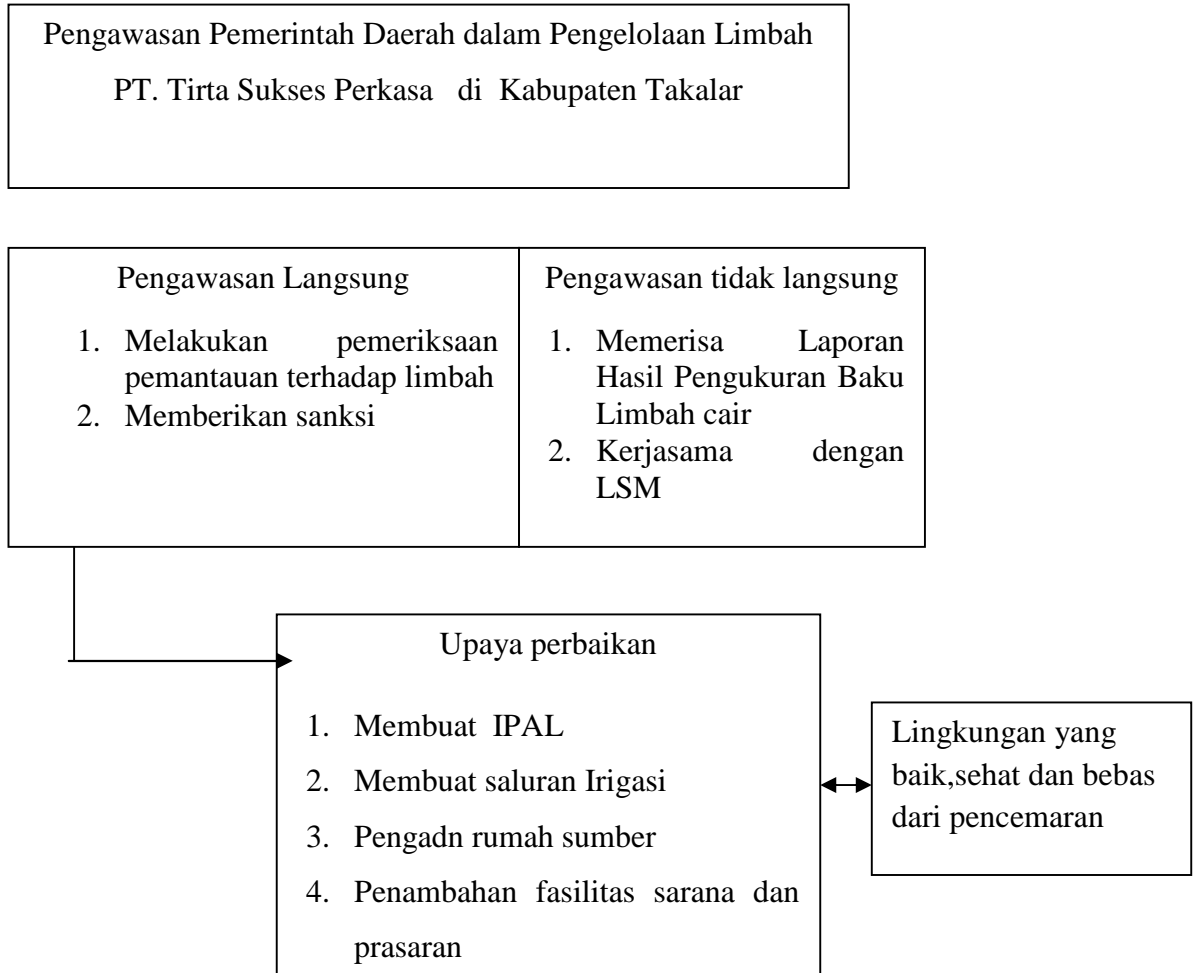 Pengawasan Pemerintah Daerah dalam Pengelolaan Limbah
PT. Tirta Sukses Perkasa di Kabupaten Takalar
Pengawasan Langsung
1. Melakukan pemeriksaan
pemantauan terhadap limbah
2. Memberikan sanksi
Pengawasan tidak langsung
1. Memerisa Laporan
Hasil Pengukuran Baku
Limbah cair
2. Kerjasama dengan
LSM
Upaya perbaikan
1. Membuat IPAL
2. Membuat saluran Irigasi
3. Pengadn rumah sumber
4. Penambahan fasilitas sarana dan
prasaran
Lingkungan yang
baik,sehat dan bebas
dari pencemaran